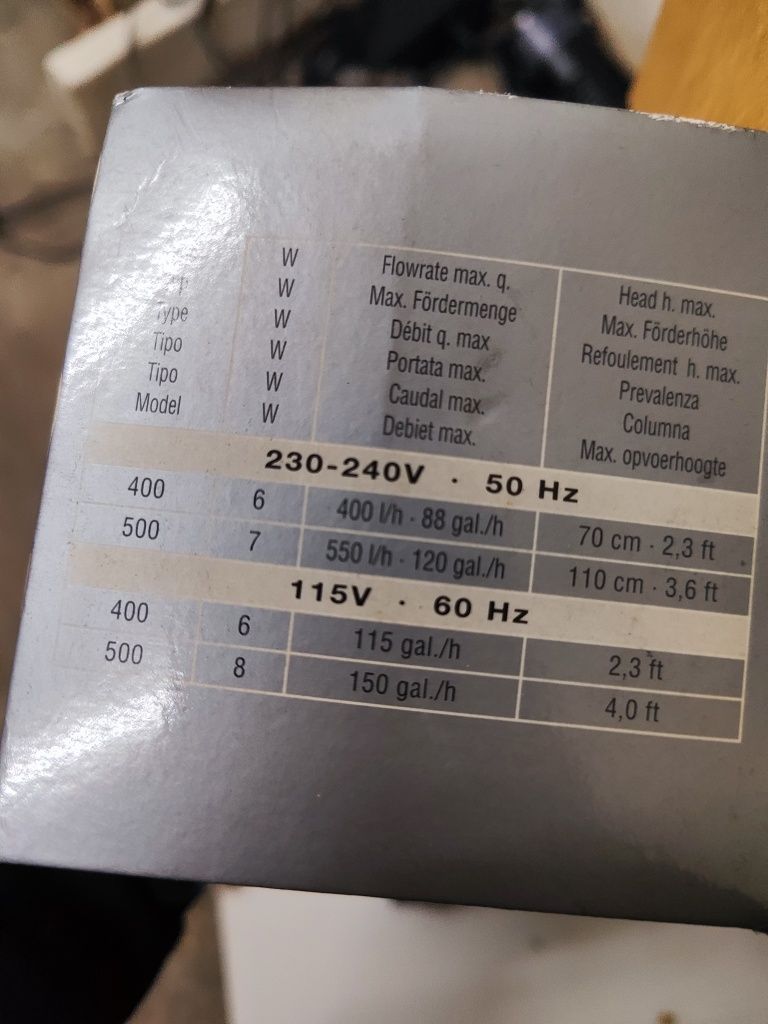 W Flowrate max. q. Head h. max.
W Max. Fördermenge Max. Förderhöhe
Type W Débit q. max Refoulement h. max.
Tipo W Portata max. Prevalenza
Tipo W Caudal max. Columna
Model W Debiet max. Max. opvoerhoogte
230-240V · 50 Hz
400 6 400 l/h · 88 gal./h 70 cm · 2,3 ft
500 7 550 l/h · 120 gal./h 110 cm · 3,6 ft
115V · 60 Hz
400 6 115 gal./h 2,3 ft
500 8 150 gal./h 4,0 ft